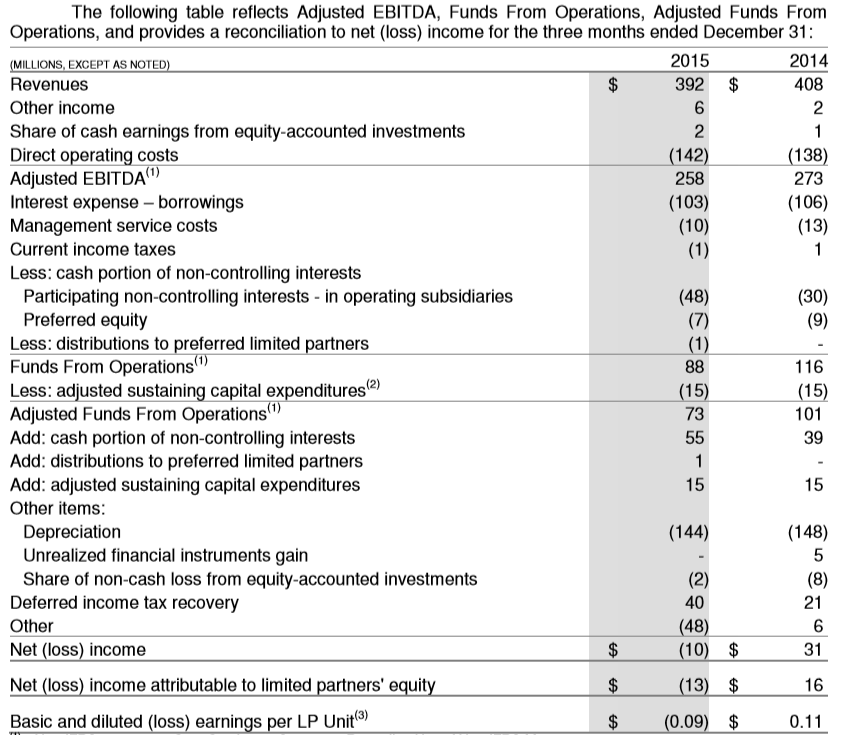 The following table reflects Adjusted EBITDA, Funds From Operations, Adjusted Funds From
Operations, and provides a reconciliation to net (loss) income for the three months ended December 31:
(MILLIONS, EXCEPT AS NOTED) 2015 2014
Revenues $ 392 $ 408
Other income 6 2
Share of cash earnings from equity-accounted investments 2 1
Direct operating costs (142) (138)
Adjusted EBITDA(1) 258 273
Interest expense – borrowings (103) (106)
Management service costs (10) (13)
Current income taxes (1) 1
Less: cash portion of non-controlling interests
Participating non-controlling interests - in operating subsidiaries (48) (30)
Preferred equity (7) (9)
Less: distributions to preferred limited partners (1) -
Funds From Operations(1) 88 116
Less: adjusted sustaining capital expenditures(2) (15) (15)
Adjusted Funds From Operations(1) 73 101
Add: cash portion of non-controlling interests 55 39
Add: distributions to preferred limited partners 1 -
Add: adjusted sustaining capital expenditures 15 15
Other items:
Depreciation (144) (148)
Unrealized financial instruments gain - 5
Share of non-cash loss from equity-accounted investments (2) (8)
Deferred income tax recovery 40 21
Other (48) 6
Net (loss) income $ (10) $ 31
Net (loss) income attributable to limited partners' equity $ (13) $ 16
Basic and diluted (loss) earnings per LP Unit(3) $ (0.09) $ 0.11